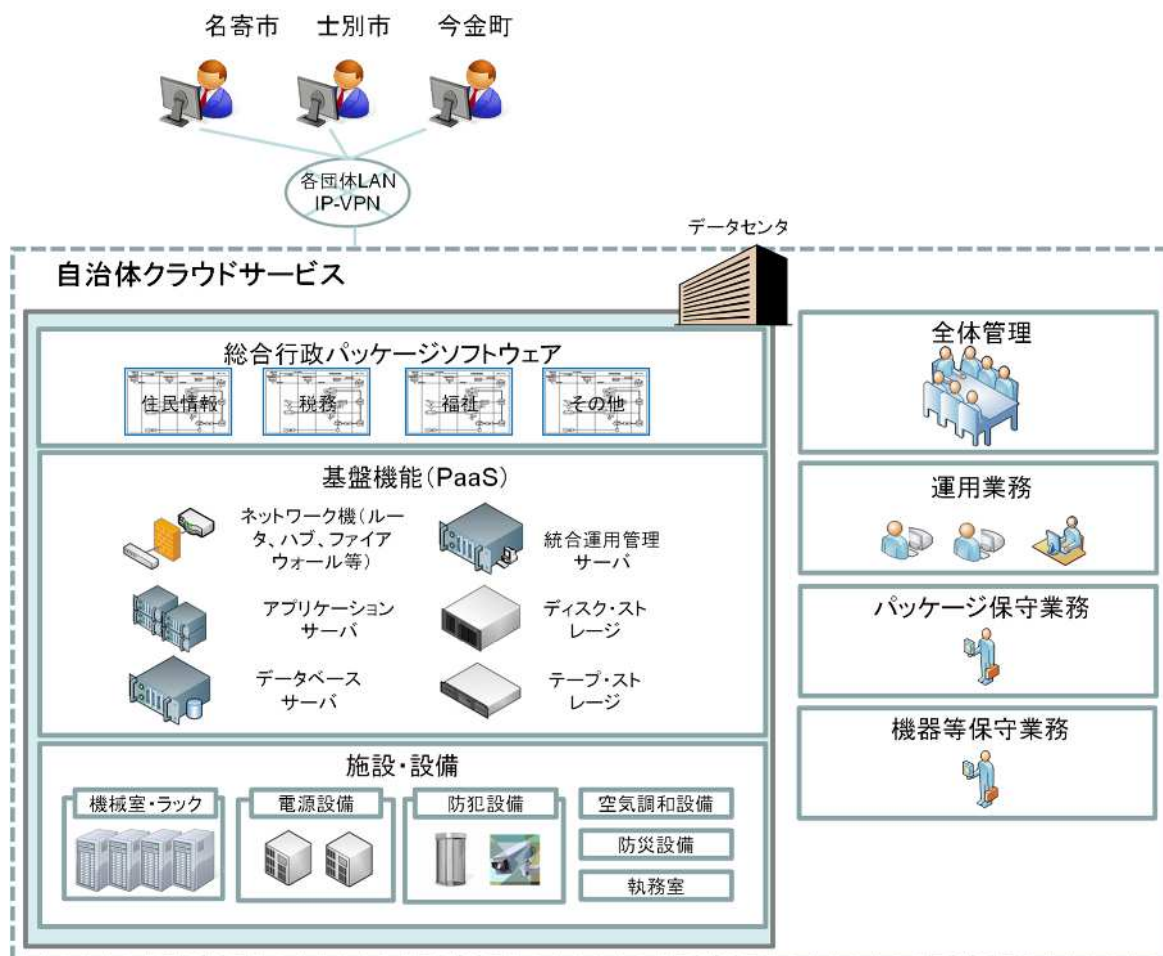 名寄市
士別市
今金町
各団体LAN
IP-VPN
データセンタ
自治体クラウドサービス
総合行政パッケージソフトウェア
住民情報
税務
福祉
その他
基盤機能(PaaS)
ネットワーク機(ルー
タ、ハブ、ファイア
ウォール等)
統合運用管理
サーバ
アプリケーション
サーバ
ディスク・スト
レージ
データベース
サーバ
テープ・スト
レージ
施設・設備
機械室・ラック
電源設備
防犯設備
空気調和設備
防災設備
執務室
全体管理
運用業務
パッケージ保守業務
機器等保守業務